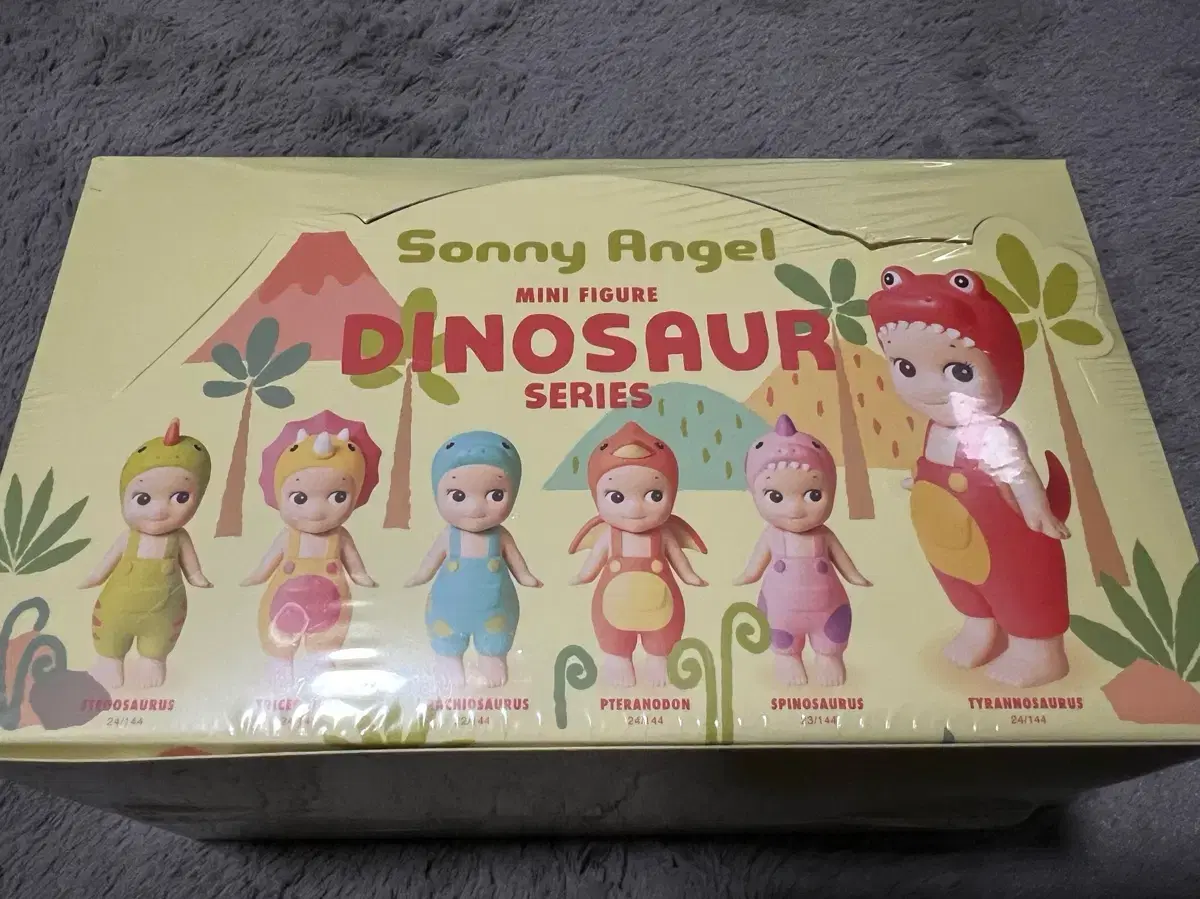 Sonny Angel
MINI FIGURE
DINOSAUR
SERIES
PTERANODON
SPINOSAURUS
TYRANNOSAURUS
24/144
24/144
24/144